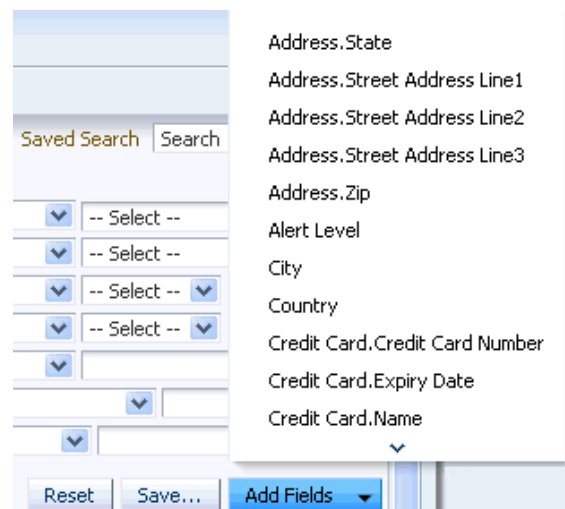 Address.State
Address.Street Address Line1
Address.Street Address Line2
Address.Street Address Line3
Address.Zip
Alert Level
City
Country
Credit Card.Credit Card Number
Credit Card.Expiry Date
Credit Card.Name
Saved Search Search
-- Select --
-- Select --
-- Select --
-- Select --
Reset Save... Add Fields